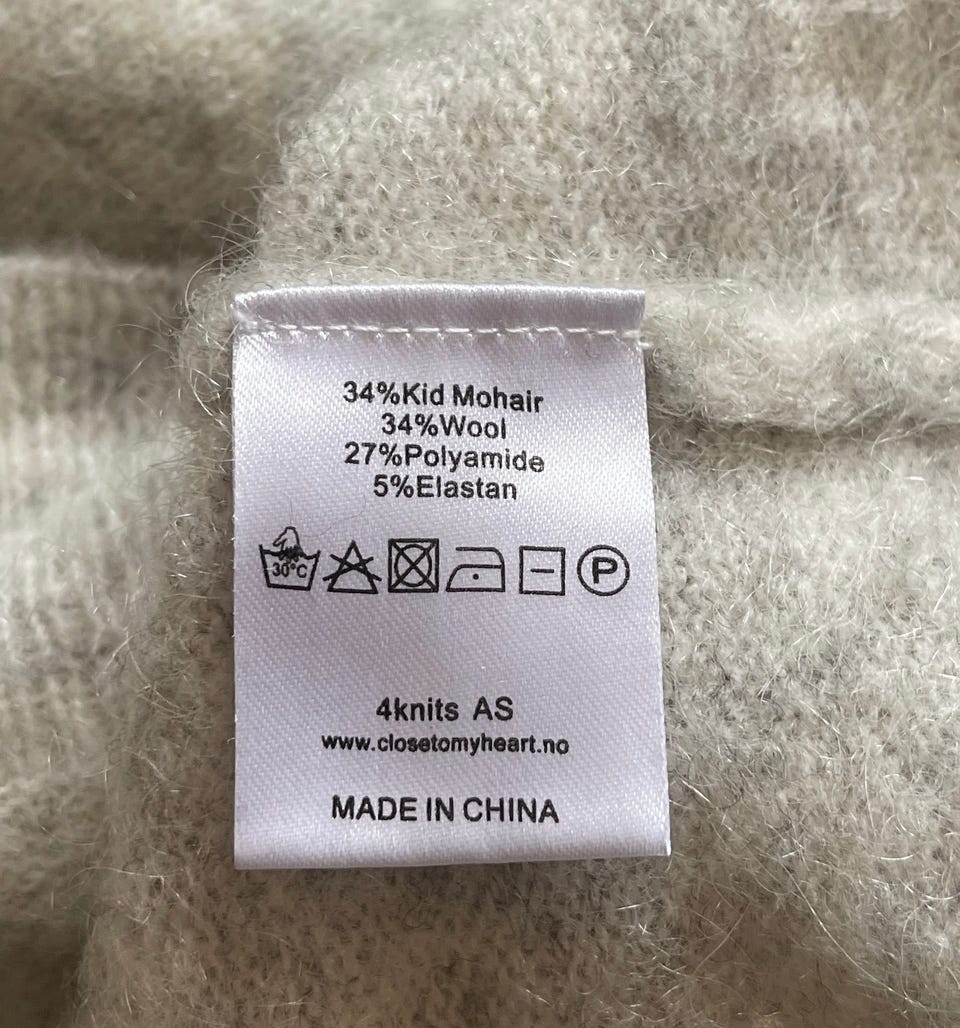 34%Kid Mohair
34%Wool
27%Polyamide
5%Elastan
30°C P
4knits AS
www.closetomyheart.no
MADE IN CHINA